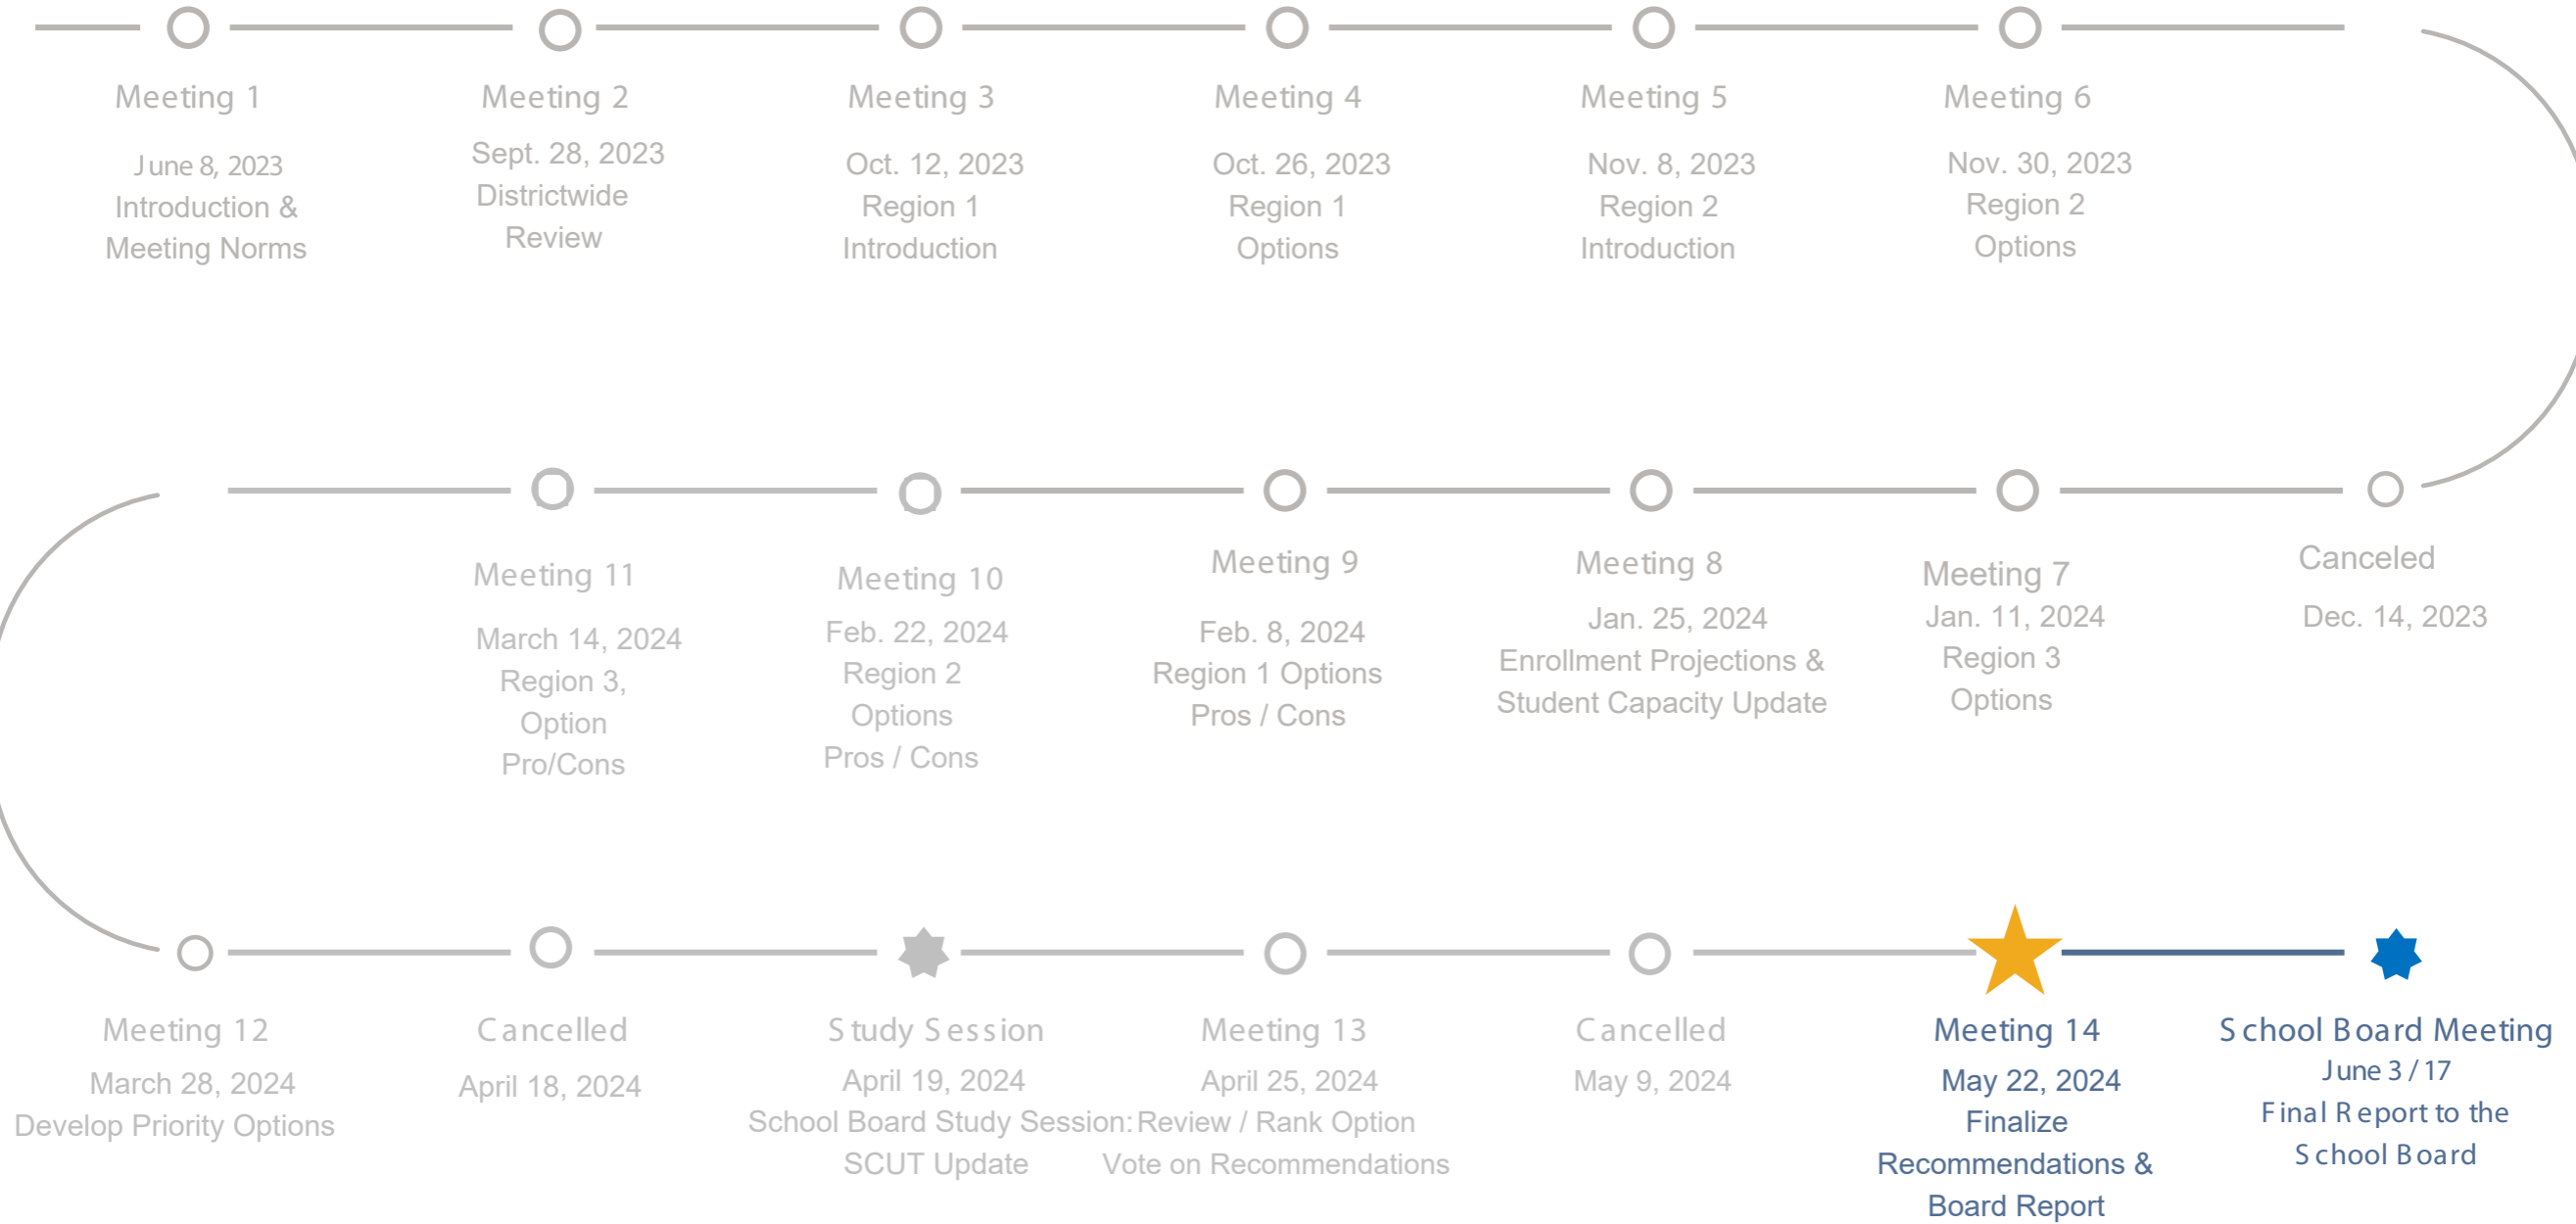 Meeting 1
June 8, 2023
Introduction &
Meeting Norms
Meeting 2
Sept. 28, 2023
Districtwide
Review
Meeting 3
Oct. 12, 2023
Region 1
Introduction
Meeting 4
Oct. 26, 2023
Region 1
Options
Meeting 5
Nov. 8, 2023
Region 2
Introduction
Meeting 6
Nov. 30, 2023
Region 2
Options
Meeting 11
March 14, 2024
Region 3,
Option
Pro/Cons
Meeting 10
Feb. 22, 2024
Region 2
Options
Pros / Cons
Meeting 9
Feb. 8, 2024
Region 1 Options
Pros / Cons
Meeting 8
Jan. 25, 2024
Enrollment Projections &
Student Capacity Update
Meeting 7
Jan. 11, 2024
Region 3
Options
Canceled
Dec. 14, 2023
Meeting 12
March 28, 2024
Develop Priority Options
Cancelled
April 18, 2024
Study Session
April 19, 2024
School Board Study Session:
SCUT Update
Meeting 13
April 25, 2024
Review / Rank Option
Vote on Recommendations
Cancelled
May 9, 2024
Meeting 14
May 22, 2024
Finalize
Recommendations &
Board Report
School Board Meeting
June 3 / 17
Final Report to the
School Board